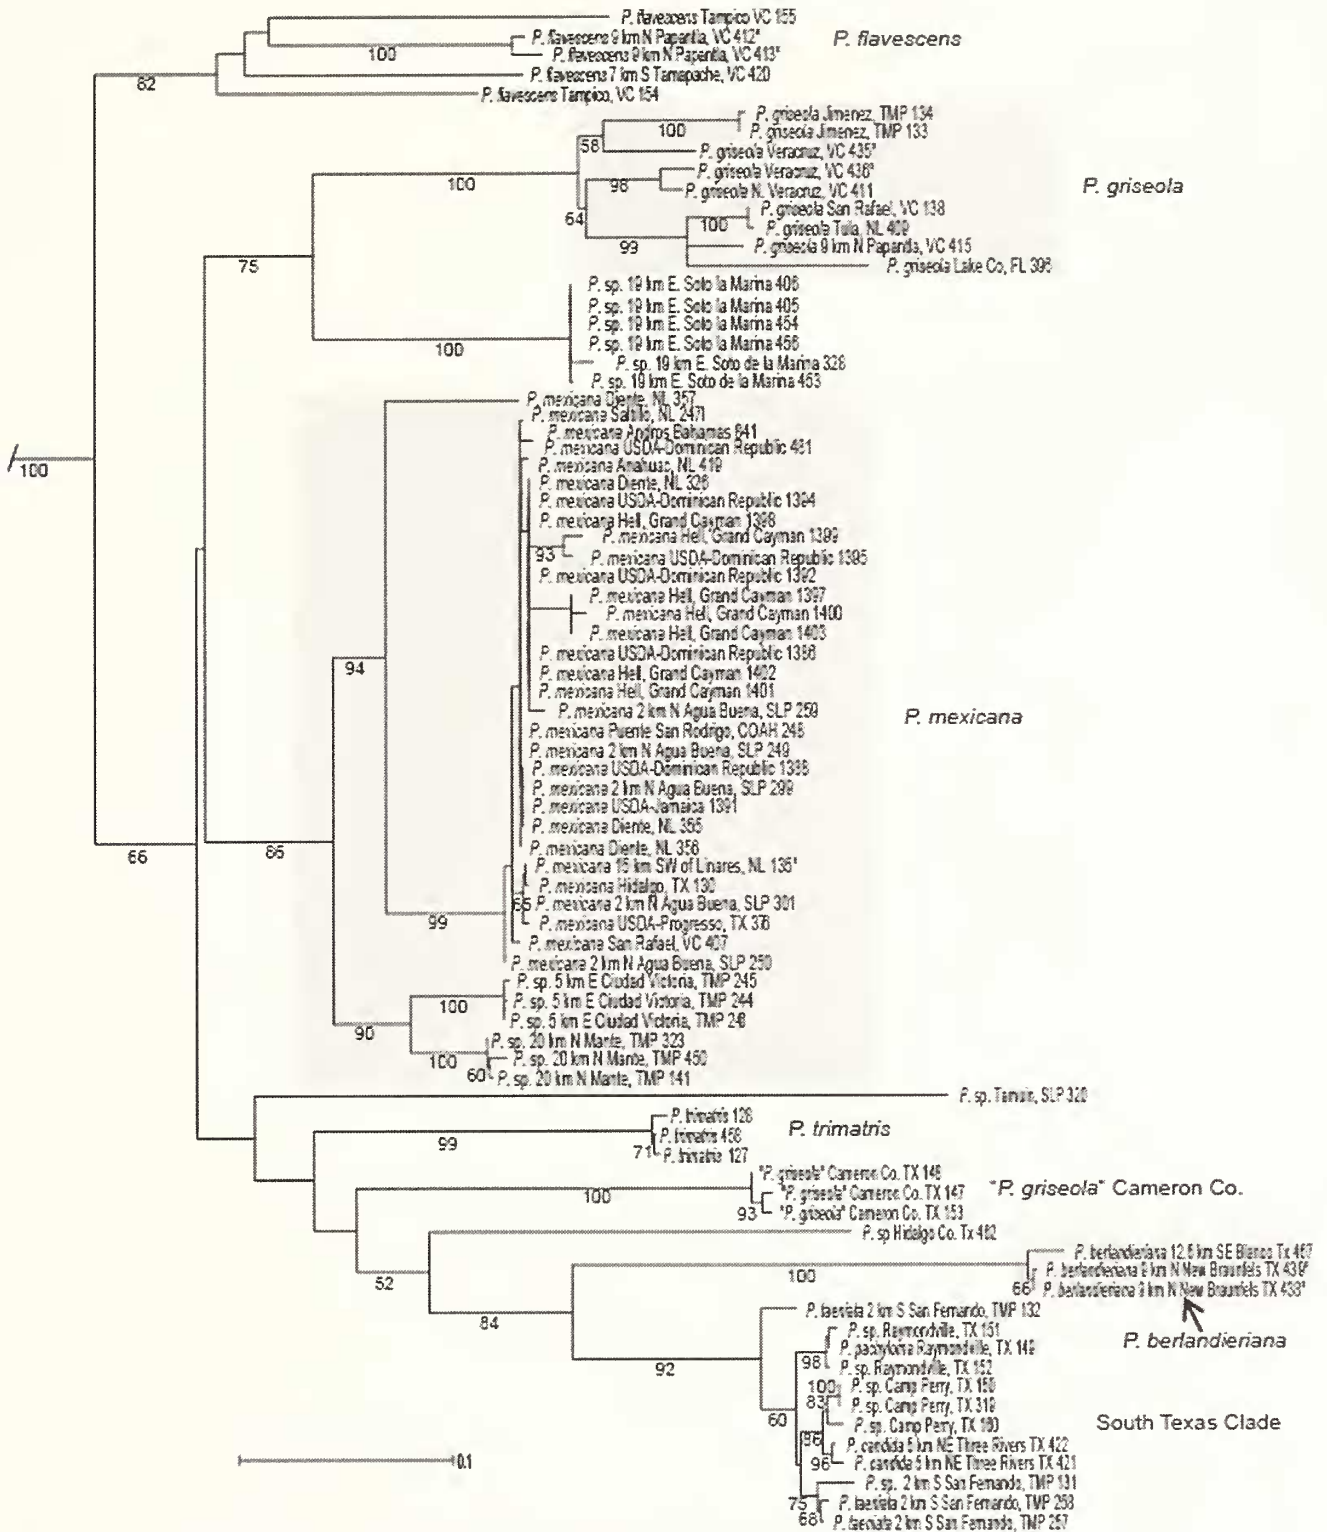 P. flavescens Tampico VC 155
P. flavescens 9 km N Papantla, VC 412*
P. flavescens
100
P. flavescens 9 km N Papantla, VC 413*
P. flavescens 7 km S Tamapache, VC 420
82
P. flavescens Tampico, VC 154
P. griseola Jimenez, TMP 134
100
P. griseola Jimenez, TMP 133
58
P. griseola Veracruz, VC 435*
P. griseola Veracruz, VC 436*
100
98
P. griseola
P. griseola N. Veracruz, VC 411
P. griseola San Rafael, VC 138
64
100
P. griseola Tula, NL 409
99
P. griseola 9 km N Papantla, VC 415
75
P. griseola Lake Co, FL 396
P. sp. 19 km E. Soto la Marina 406
P. sp. 19 km E. Soto la Marina 405
P. sp. 19 km E. Soto la Marina 454
P. sp. 19 km E. Soto la Marina 456
100
P. sp. 19 km E. Soto de la Marina 328
P. sp. 19 km E. Soto de la Marina 453
P. mexicana Diente, NL 357
P. mexicana Saltillo, NL 2471
P. mexicana Andros Bahamas 841
P. mexicana USDA-Dominican Republic 481
P. mexicana Anahuac, NL 419
100
P. mexicana Diente, NL 326
P. mexicana USDA-Dominican Republic 1394
P. mexicana Hell, Grand Cayman 1398
P. mexicana Hell, Grand Cayman 1399
93
P. mexicana USDA-Dominican Republic 1395
P. mexicana USDA-Dominican Republic 1392
P. mexicana Hell, Grand Cayman 1397
P. mexicana Hell, Grand Cayman 1400
P. mexicana Hell, Grand Cayman 1403
P. mexicana USDA-Dominican Republic 1386
94
P. mexicana Hell, Grand Cayman 1402
P. mexicana Hell, Grand Cayman 1401
P. mexicana 2 km N Agua Buena, SLP 259
P. mexicana
P. mexicana Puente San Rodrigo, COAH 248
P. mexicana 2 km N Agua Buena, SLP 249
P. mexicana USDA-Dominican Republic 1388
P. mexicana 2 km N Agua Buena, SLP 299
P. mexicana USDA-Jamaica 1391
P. mexicana Diente, NL 355
P. mexicana Diente, NL 356
66
86
P. mexicana 15 km SW of Linares, NL 135*
P. mexicana Hidalgo, TX 130
65
P. mexicana 2 km N Agua Buena, SLP 301
99
P. mexicana USDA-Progresso, TX 376
P. mexicana San Rafael, VC 407
P. mexicana 2 km N Agua Buena, SLP 250
P. sp. 5 km E Ciudad Victoria, TMP 245
100
P. sp. 5 km E Ciudad Victoria, TMP 244
P. sp. 5 km E Ciudad Victoria, TMP
90
P. sp. 20 km N Mante, TMP 323
100
P. sp. 20 km N Mante, TMP 450
60
P. sp. 20 km N Mante, TMP 141
P. sp. Tamuin, SLP 320
P. trimatris 128
P. trimatris
99
P. trimatris 458
71
P. trimatris 127
"P. griseola" Cameron Co. TX 146
100
"P. griseola" Cameron Co. TX 147
"P. griseola" Cameron Co.
93
"P. griseola" Cameron Co. TX 153
P. sp Hidalgo Co. Tx 462
P. berlandieriana 12.6 km SE Blanco Tx 467
52
100
P. berlandieriana 9 km N New Braunfels TX 439*
66
P. berlandieriana 9 km N New Braunfels TX 438*
P. taeniata 2 km S San Fernando, TMP 132
84
P. sp. Raymondville, TX 151
P. berlandieriana
P. pachyloma Raymondville, TX 149
92
98
P. sp. Raymondville, TX 152
100
P. sp. Camp Perry, TX 150
83
P. sp. Camp Perry, TX 319
60
P. sp. Camp Perry, TX 160
South Texas Clade
86
P. candida 5 km NE Three Rivers TX 422
96
P. candida 5 km NE Three Rivers TX 421
0.1
P. sp. 2 km S San Fernando, TMP 131
75
P. taeniata 2 km S San Fernando, TMP 258
68
P. taeniata 2 km S San Fernando, TMP 257